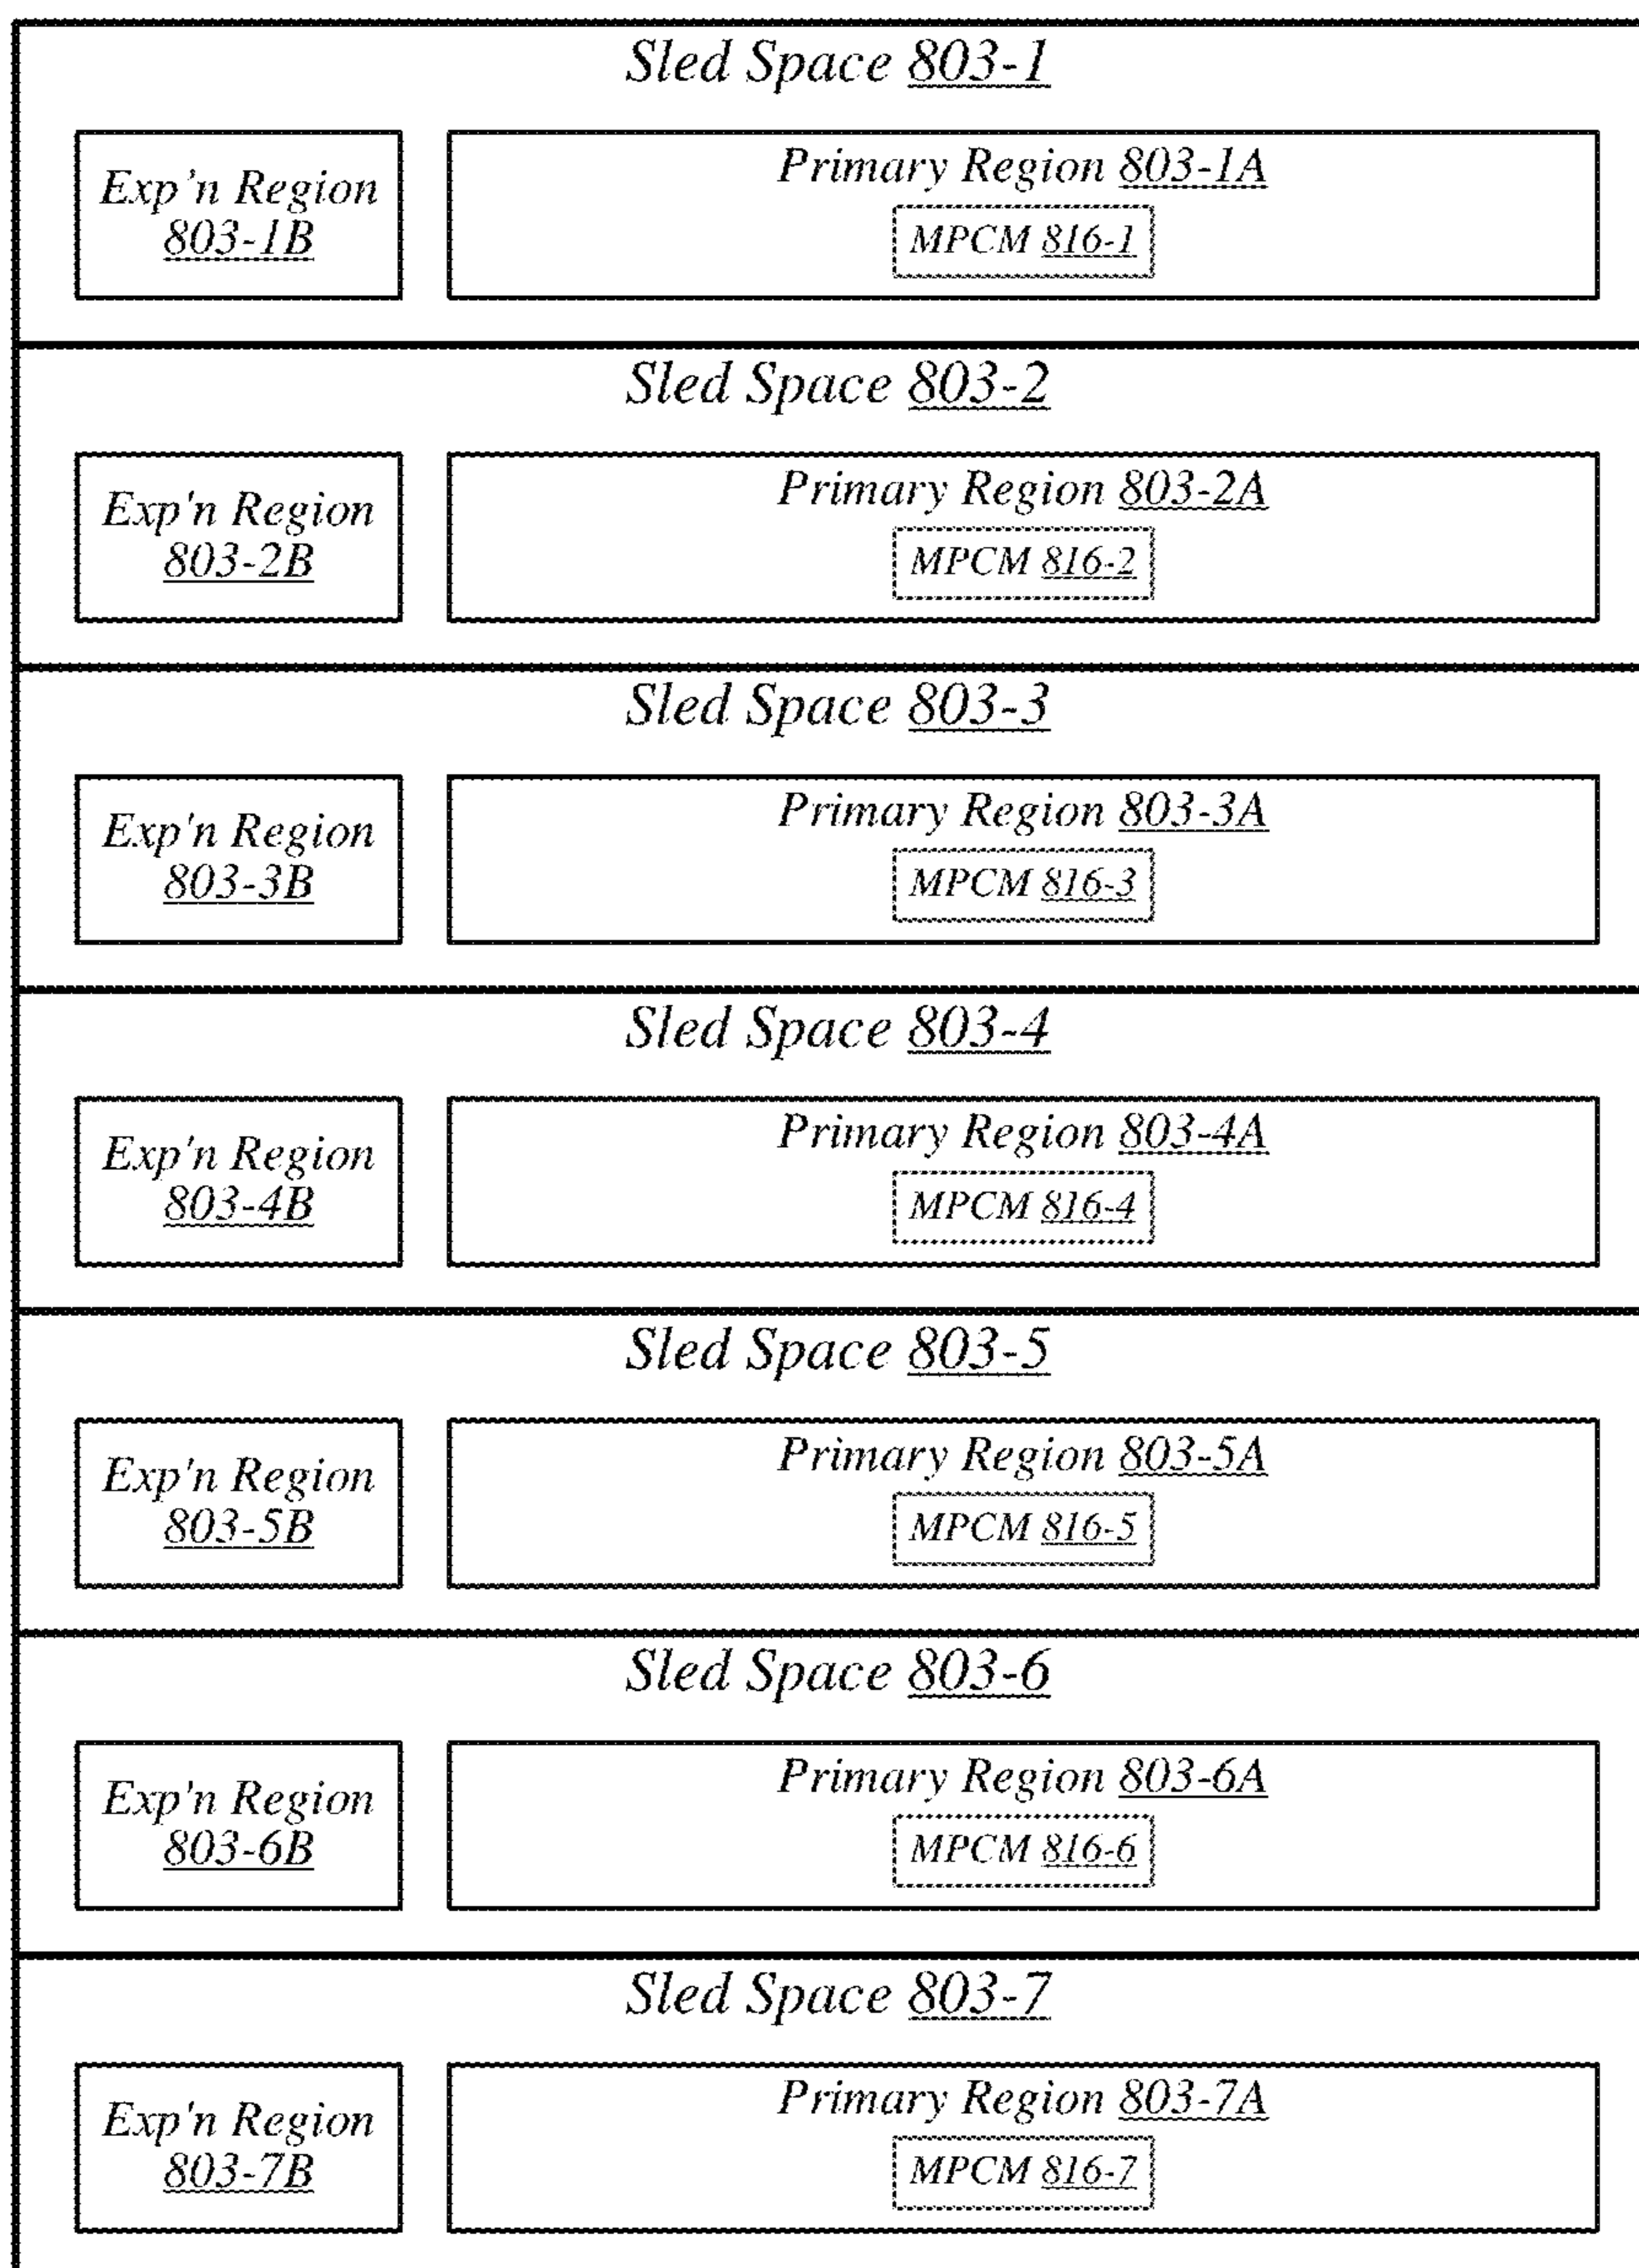 Sled Space 803-1
Exp’n Region
803-1B
Primary Region 803-1A
MPCM 816-1
Sled Space 803-2
Exp'n Region
803-2B
Primary Region 803-2A
MPCM 816-2
Sled Space 803-3
Exp'n Region
803-3B
Primary Region 803-3A
MPCM 816-3
Sled Space 803-4
Exp'n Region
803-4B
Primary Region 803-4A
MPCM 816-4
Sled Space 803-5
Exp'n Region
803-5B
Primary Region 803-5A
MPCM 816-5
Sled Space 803-6
Exp'n Region
803-6B
Primary Region 803-6A
MPCM 816-6
Sled Space 803-7
Exp'n Region
803-7B
Primary Region 803-7A
MPCM 816-7